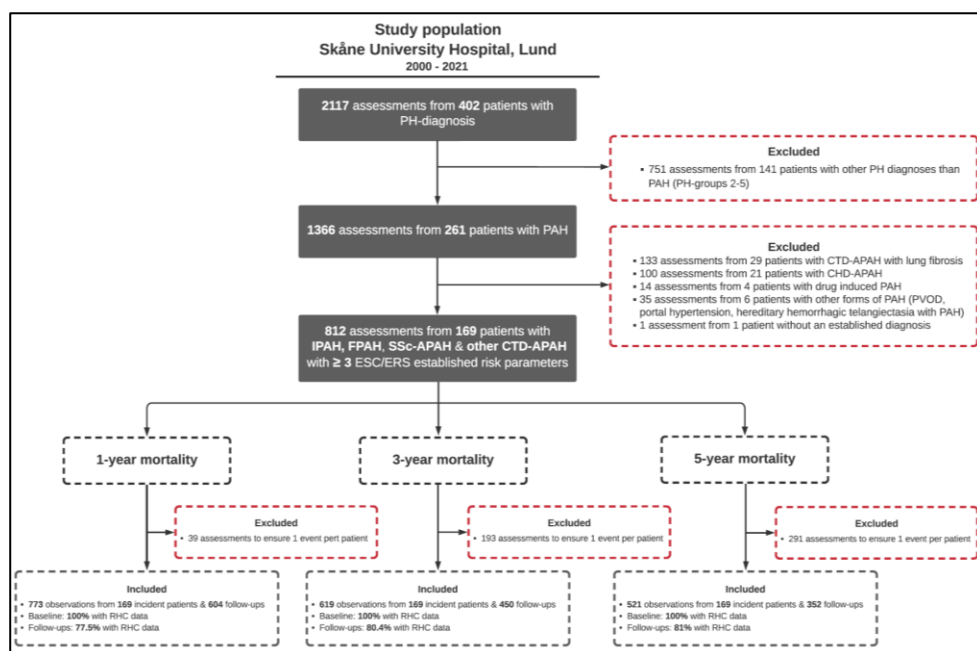 Study population
Skåne University Hospital, Lund
2000 - 2021
2117 assessments from 402 patients with
PH-diagnosis
Excluded
▪ 751 assessments from 141 patients with other PH diagnoses than
PAH (PH-groups 2-5)
1366 assessments from 261 patients with PAH
Excluded
▪ 133 assessments from 29 patients with CTD-APAH with lung fibrosis
▪ 100 assessments from 21 patients with CHD-APAH
▪ 14 assessments from 4 patients with drug induced PAH
▪ 35 assessments from 6 patients with other forms of PAH (PVOD,
portal hypertension, hereditary hemorrhagic telangiectasia with PAH)
▪ 1 assessment from 1 patient without an established diagnosis
812 assessments from 169 patients with
IPAH, FPAH, SSc-APAH & other CTD-APAH
with ≥ 3 ESC/ERS established risk parameters
1-year mortality
3-year mortality
5-year mortality
Excluded
• 39 assessments to ensure 1 event pert patient
Excluded
• 193 assessments to ensure 1 event per patient
Excluded
• 291 assessments to ensure 1 event per patient
Included
• 773 observations from 169 incident patients & 604 follow-ups
• Baseline: 100% with RHC data
• Follow-ups: 77.5% with RHC data
Included
• 619 observations from 169 incident patients & 450 follow-ups
• Baseline: 100% with RHC data
• Follow-ups: 80.4% with RHC data
Included
• 521 observations from 169 incident patients & 352 follow-ups
• Baseline: 100% with RHC data
• Follow-ups: 81% with RHC data